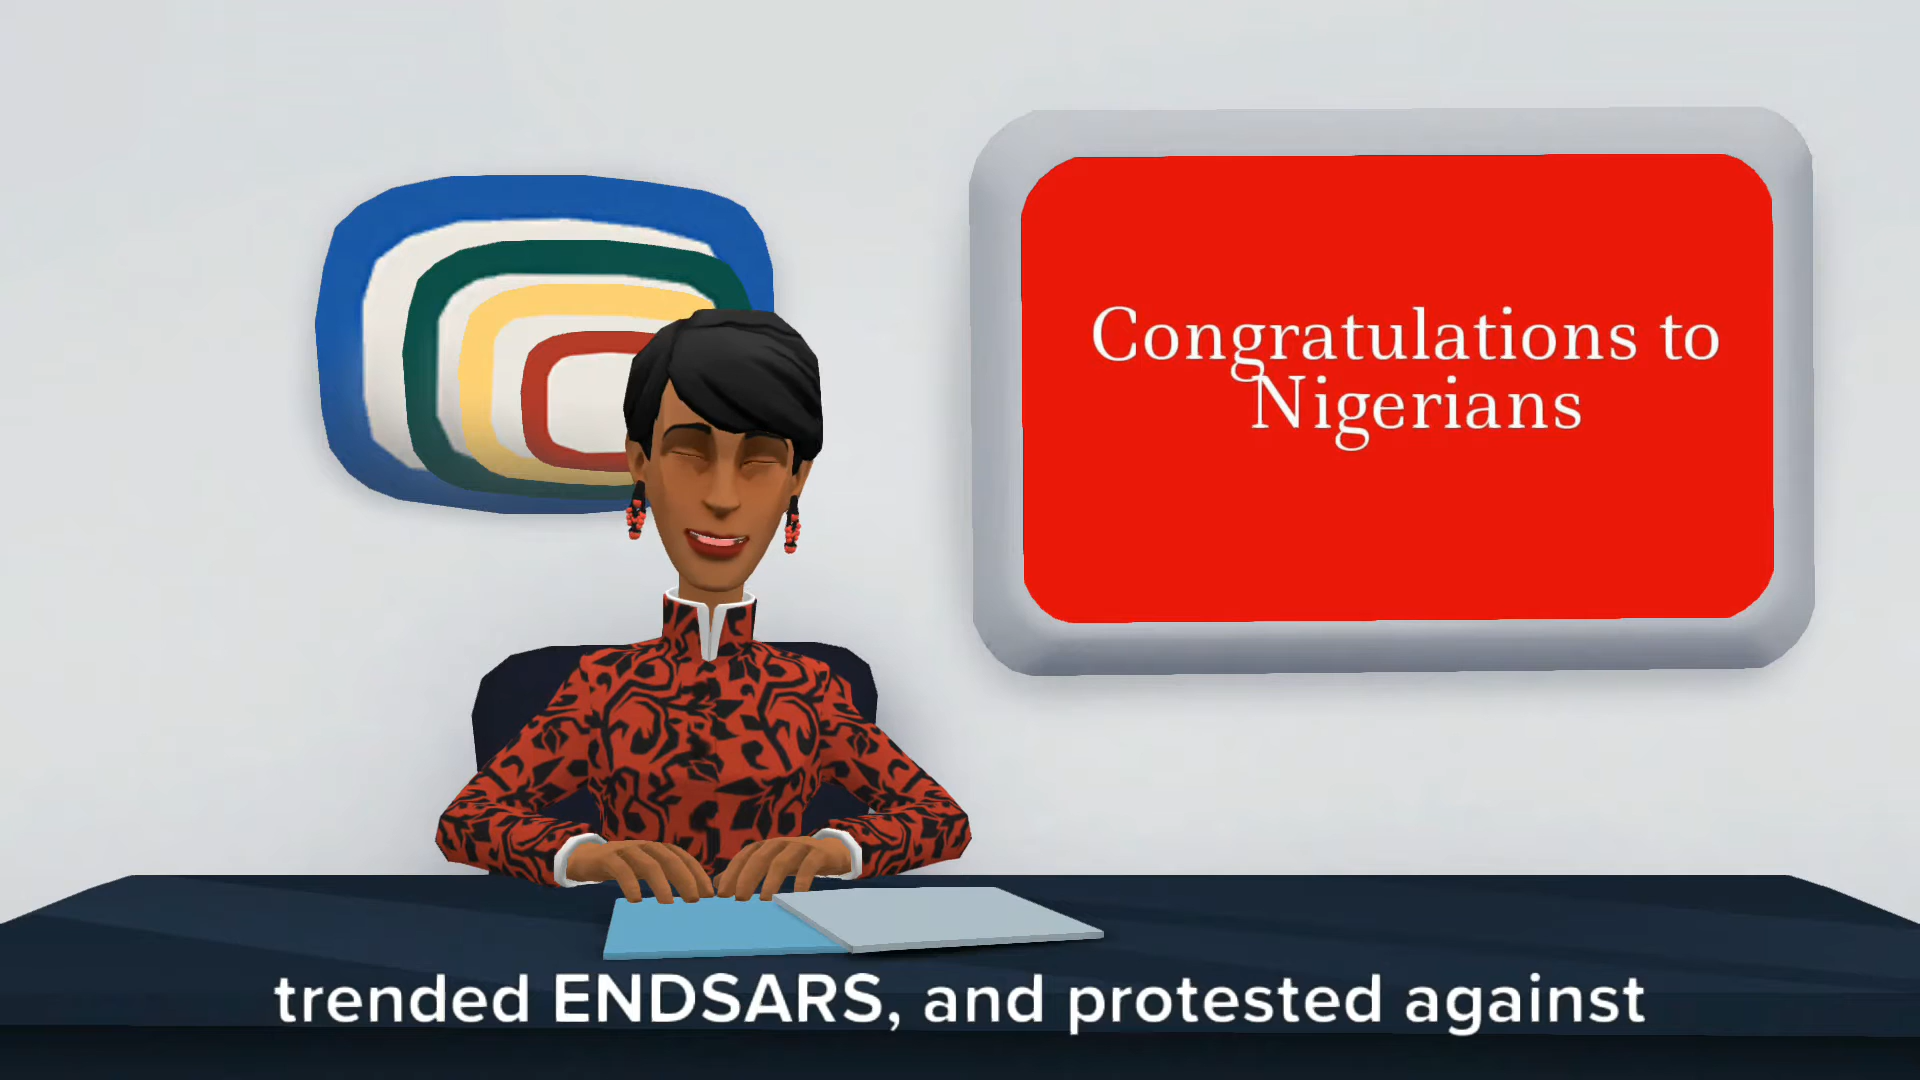 Congratulations to
Nigerians
trended ENDSARS, and protested against